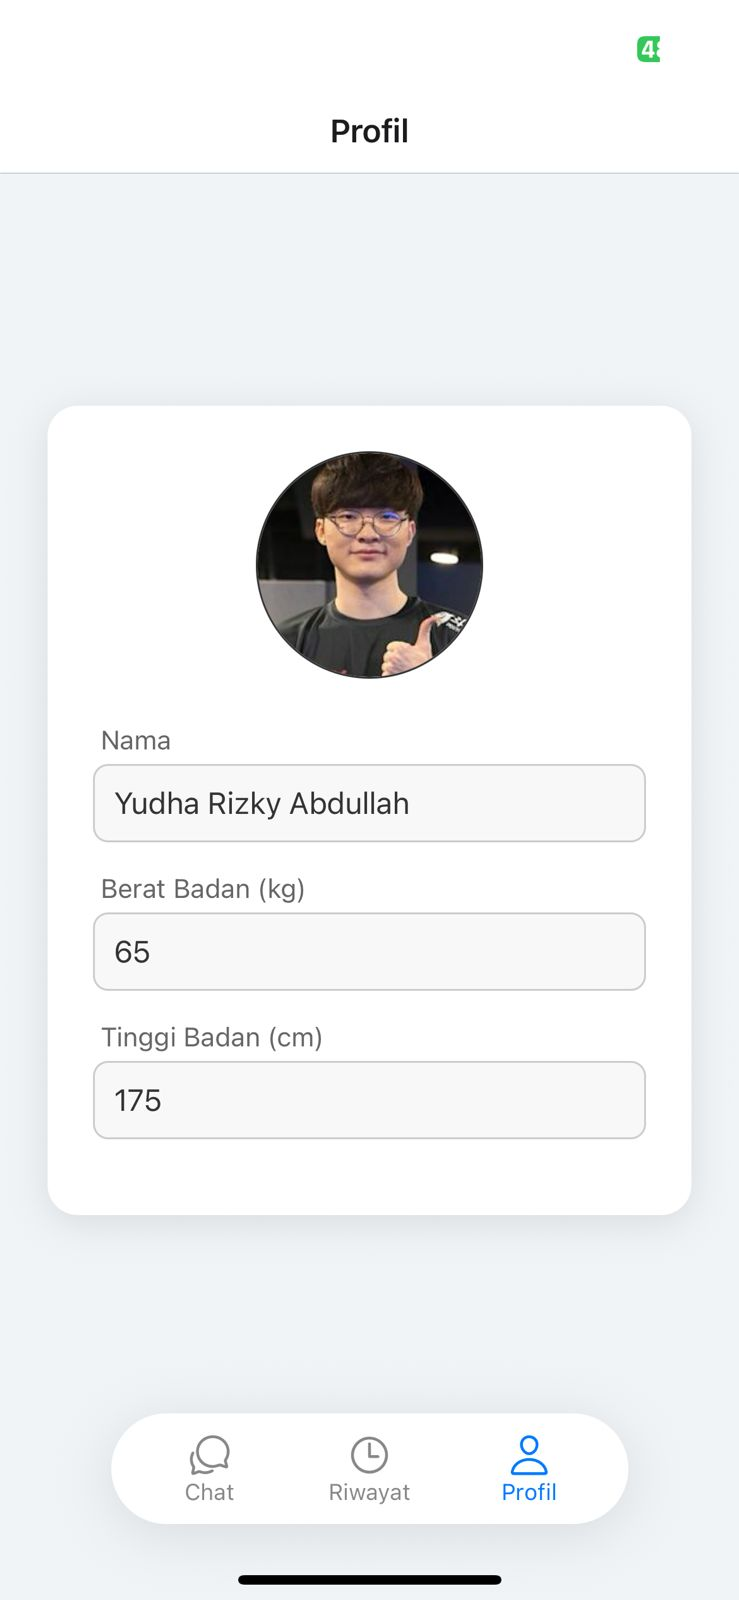 Profil
Nama
Yudha Rizky Abdullah
Berat Badan (kg)
65
Tinggi Badan (cm)
175
Chat
Riwayat
Profil